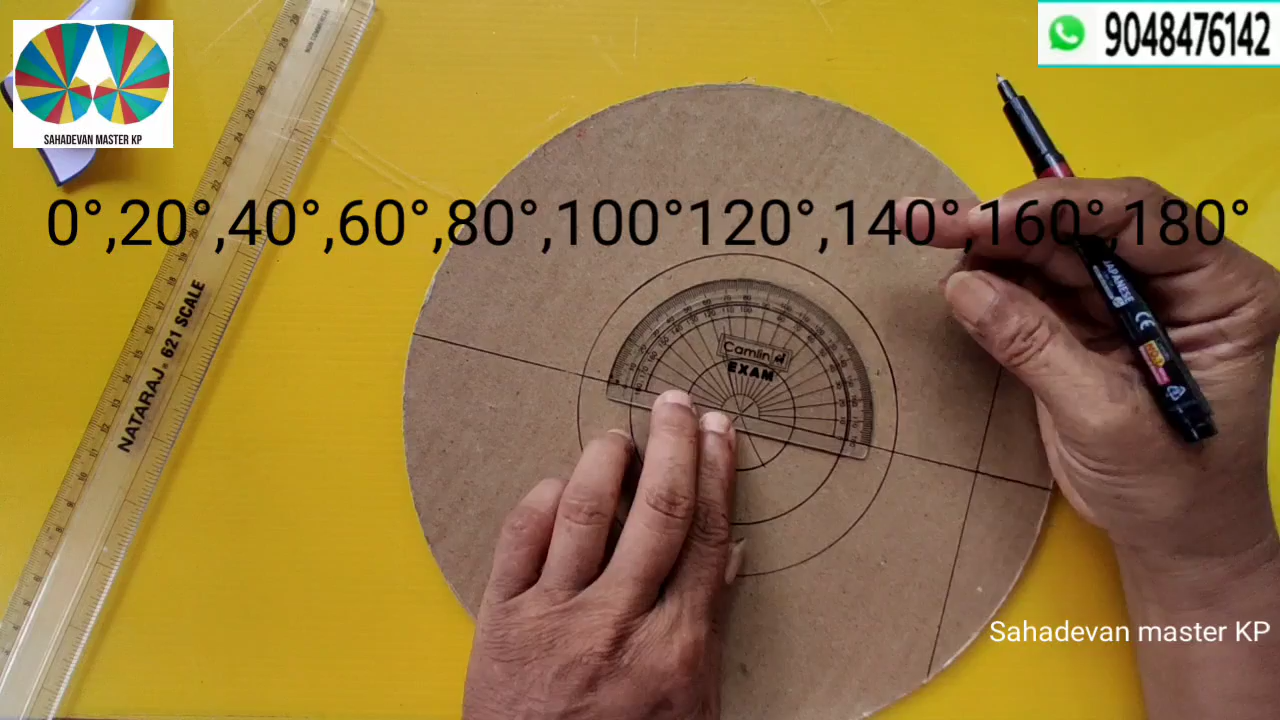 SAHADEVAN MASTER KP
9048476142
0°,20°,40°,60°,80°,100°120°,140°,160°,180°
NATARAJ 621 SCALE
Camlin
EXAM
JAPANESE
Sahadevan master KP